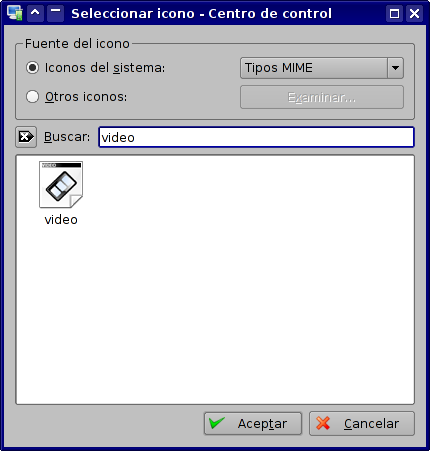 Seleccionar icono - Centro de control
Fuente del icono
Iconos del sistema: Tipos MIME
Otros iconos: Examinar...
Buscar: video
VIDEO
video
Aceptar Cancelar